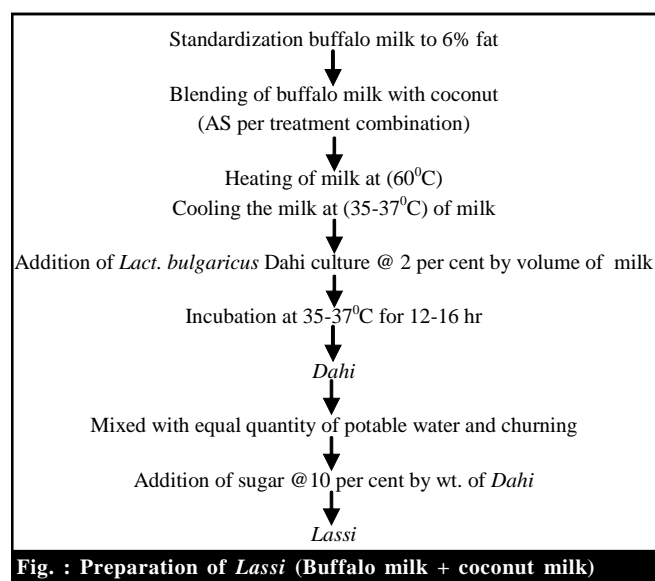 Standardization buffalo milk to 6% fat
Blending of buffalo milk with coconut
(AS per treatment combination)
Heating of milk at (60⁰C)
Cooling the milk at (35-37⁰C) of milk
Addition of Lact. bulgaricus Dahi culture @ 2 per cent by volume of milk
Incubation at 35-37⁰C for 12-16 hr
Dahi
Mixed with equal quantity of potable water and churning
Addition of sugar @10 per cent by wt. of Dahi
Lassi
Fig. : Preparation of Lassi (Buffalo milk + coconut milk)